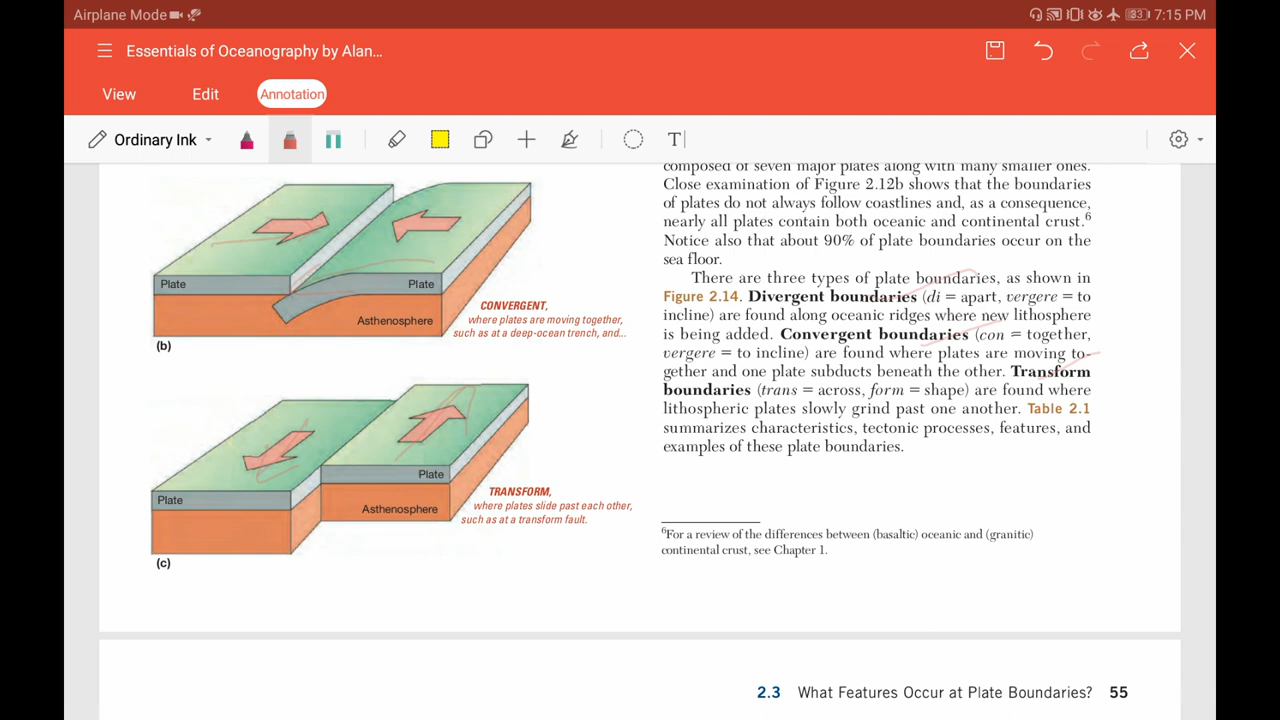 Airplane Mode
33 7:15 PM
Essentials of Oceanography by Alan...
View Edit Annotation
Ordinary Ink
T
Plate
Plate
Asthenosphere
CONVERGENT,
where plates are moving together,
such as at a deep-ocean trench, and...
(b)
Plate
Plate
Asthenosphere
TRANSFORM,
where plates slide past each other,
such as at a transform fault.
(c)
composed of seven major plates along with many smaller ones.
Close examination of Figure 2.12b shows that the boundaries
of plates do not always follow coastlines and, as a consequence,
nearly all plates contain both oceanic and continental crust.6
Notice also that about 90% of plate boundaries occur on the
sea floor.
There are three types of plate boundaries, as shown in
Figure 2.14. Divergent boundaries (di = apart, vergere = to
incline) are found along oceanic ridges where new lithosphere
is being added. Convergent boundaries (con = together,
vergere = to incline) are found where plates are moving to-
gether and one plate subducts beneath the other. Transform
boundaries (trans = across, form = shape) are found where
lithospheric plates slowly grind past one another. Table 2.1
summarizes characteristics, tectonic processes, features, and
examples of these plate boundaries.
6For a review of the differences between (basaltic) oceanic and (granitic)
continental crust, see Chapter 1.
2.3 What Features Occur at Plate Boundaries? 55